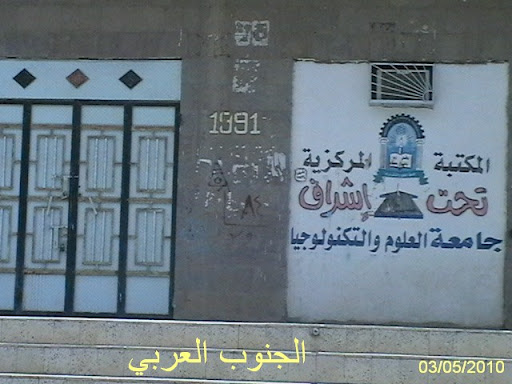 1991
المكتبة المركزية
تحت إشراف
جامعة العلوم والتكنولوجيا
الجنوب العربي
03/05/2010